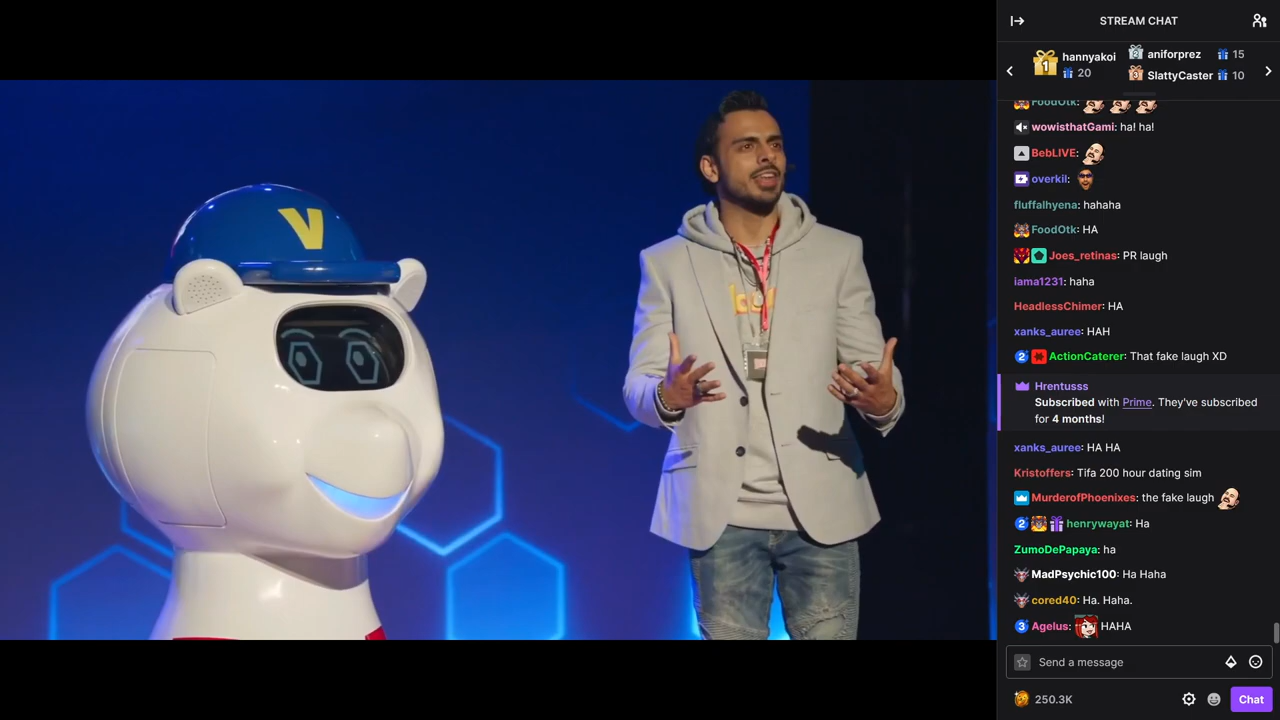 V
STREAM CHAT
1 hannyakoi
20
2 aniforprez 15
3 SlattyCaster 10
FoodOtk:
wowisthatGami: ha! ha!
BebLIVE:
overkil:
fluffalhyena: hahaha
FoodOtk: HA
Joes_retinas: PR laugh
iama1231: haha
HeadlessChimer: HA
xanks_auree: HAH
2 ActionCaterer: That fake laugh XD
Hrentusss
Subscribed with Prime. They've subscribed
for 4 months!
xanks_auree: HA HA
Kristoffers: Tifa 200 hour dating sim
MurderofPhoenixes: the fake laugh
2 henrywayat: Ha
ZumoDePapaya: ha
MadPsychic100: Ha Haha
cored40: Ha. Haha.
3 Agelus: HAHA
Send a message
250.3K
Chat